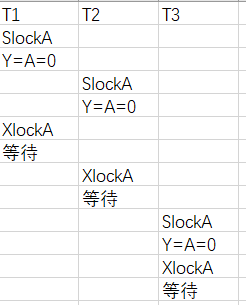 T1 T2 T3
SlockA
Y=A=0
SlockA
Y=A=0
XlockA
等待
XlockA
等待
SlockA
Y=A=0
XlockA
等待